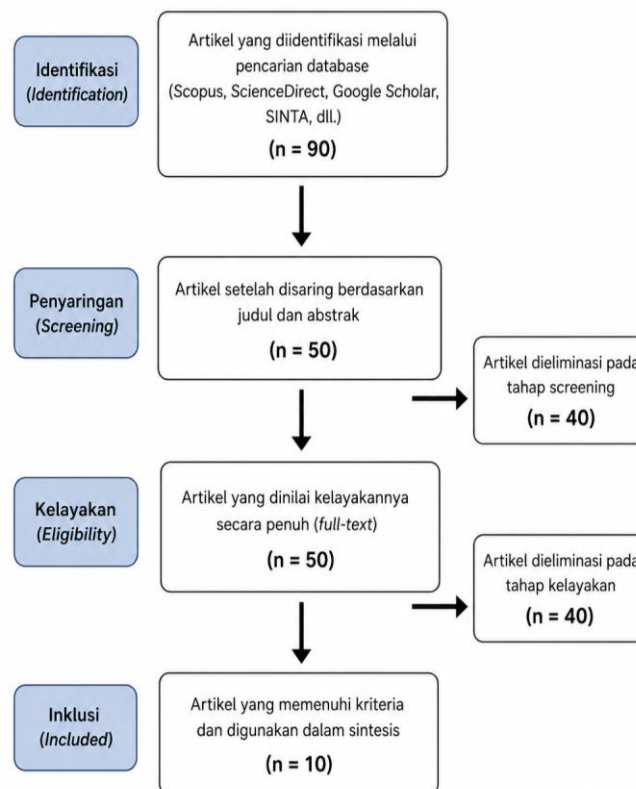 Identifikasi
(Identification)
Artikel yang diidentifikasi melalui
pencarian database
(Scopus, ScienceDirect, Google Scholar,
SINTA, dll.)
(n = 90)
Penyaringan
(Screening)
Artikel setelah disaring berdasarkan
judul dan abstrak
(n = 50)
Artikel dieliminasi pada
tahap screening
(n = 40)
Kelayakan
(Eligibility)
Artikel yang dinilai kelayakannya
secara penuh (full-text)
(n = 50)
Artikel dieliminasi pada
tahap kelayakan
(n = 40)
Inklusi
(Included)
Artikel yang memenuhi kriteria
dan digunakan dalam sintesis
(n = 10)